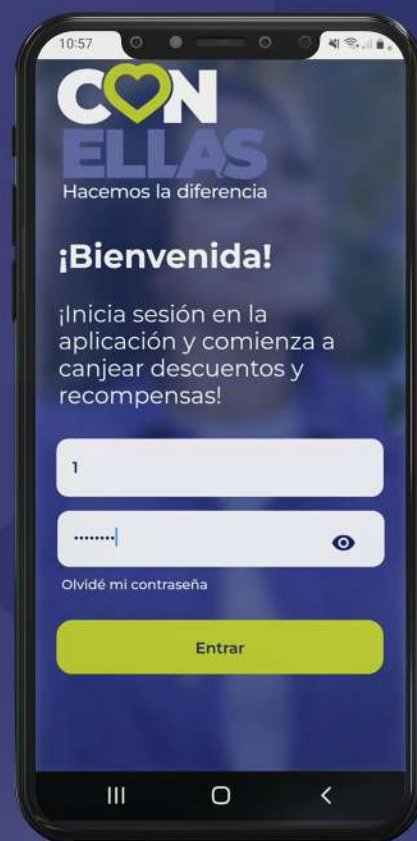 10:57
CON
ELLAS
Hacemos la diferencia
¡Bienvenida!
¡Inicia sesión en la
aplicación y comienza a
canjear descuentos y
recompensas!
1
Olvidé mi contraseña
Entrar